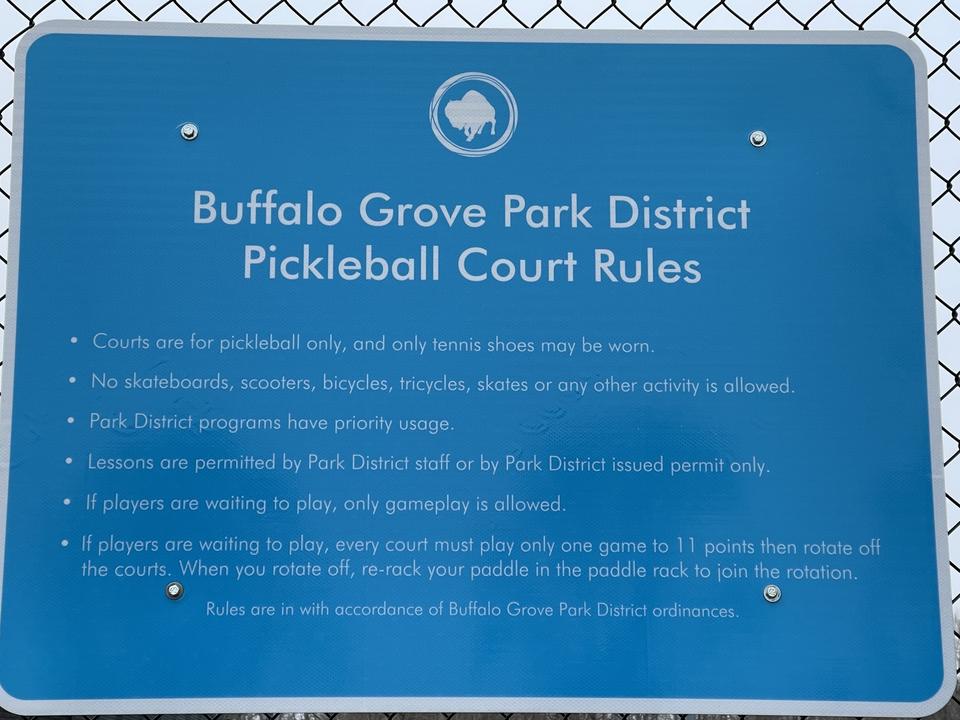 Buffalo Grove Park District
Pickleball Court Rules
• Courts are for pickleball only, and only tennis shoes may be worn.
• No skateboards, scooters, bicycles, tricycles, skates or any other activity is allowed.
• Park District programs have priority usage.
• Lessons are permitted by Park District staff or by Park District issued permit only.
• If players are waiting to play, only gameplay is allowed.
• If players are waiting to play, every court must play only one game to 11 points then rotate off
the courts. When you rotate off, re-rack your paddle in the paddle rack to join the rotation.
Rules are in with accordance of Buffalo Grove Park District ordinances.